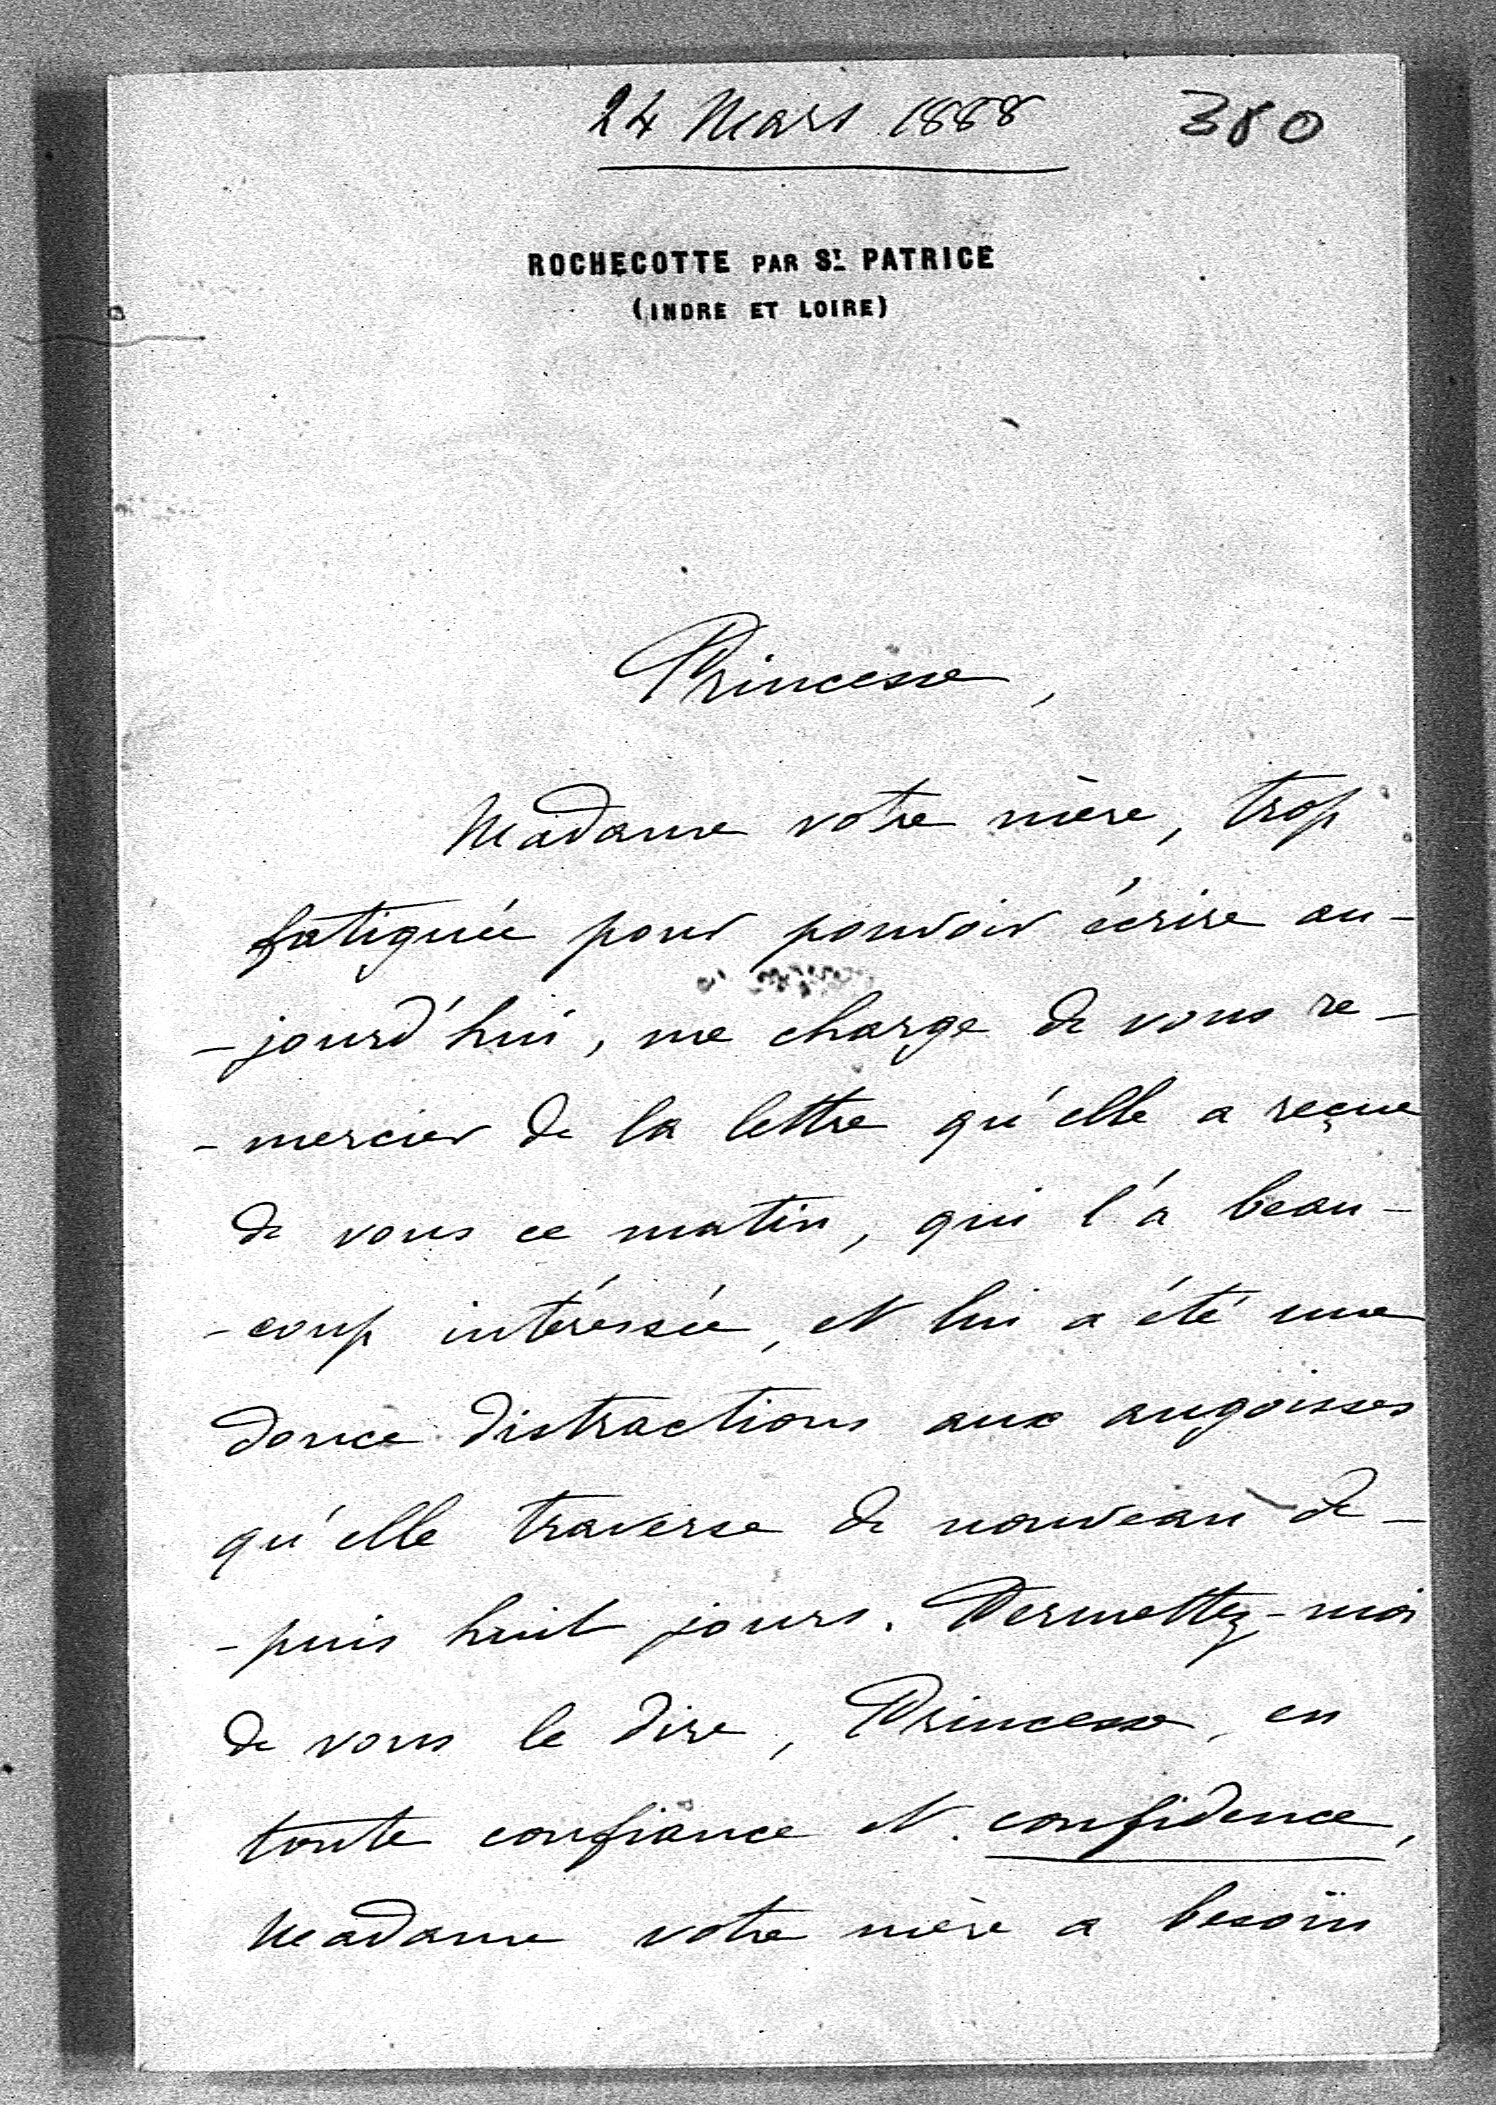 24 Mars 1888 380
ROCHECOTTE PAR ST. PATRICE
(INDRE ET LOIRE)
Princesse,
Madame votre mère, trop
fatiguée pour pouvoir écrire au-
-jourd'hui, me charge de vous re-
-mercier de la lettre qu'elle a reçue
de vous ce matin, qui l'a beau-
-coup intéressée, et lui a été une
douce distractions aux angoisses
qu'elle traverse de nouveau de-
-puis huit jours. Permettez-moi
de vous le dire, Princesse, en
toute confiance et confidence,
Madame votre mère a besoin